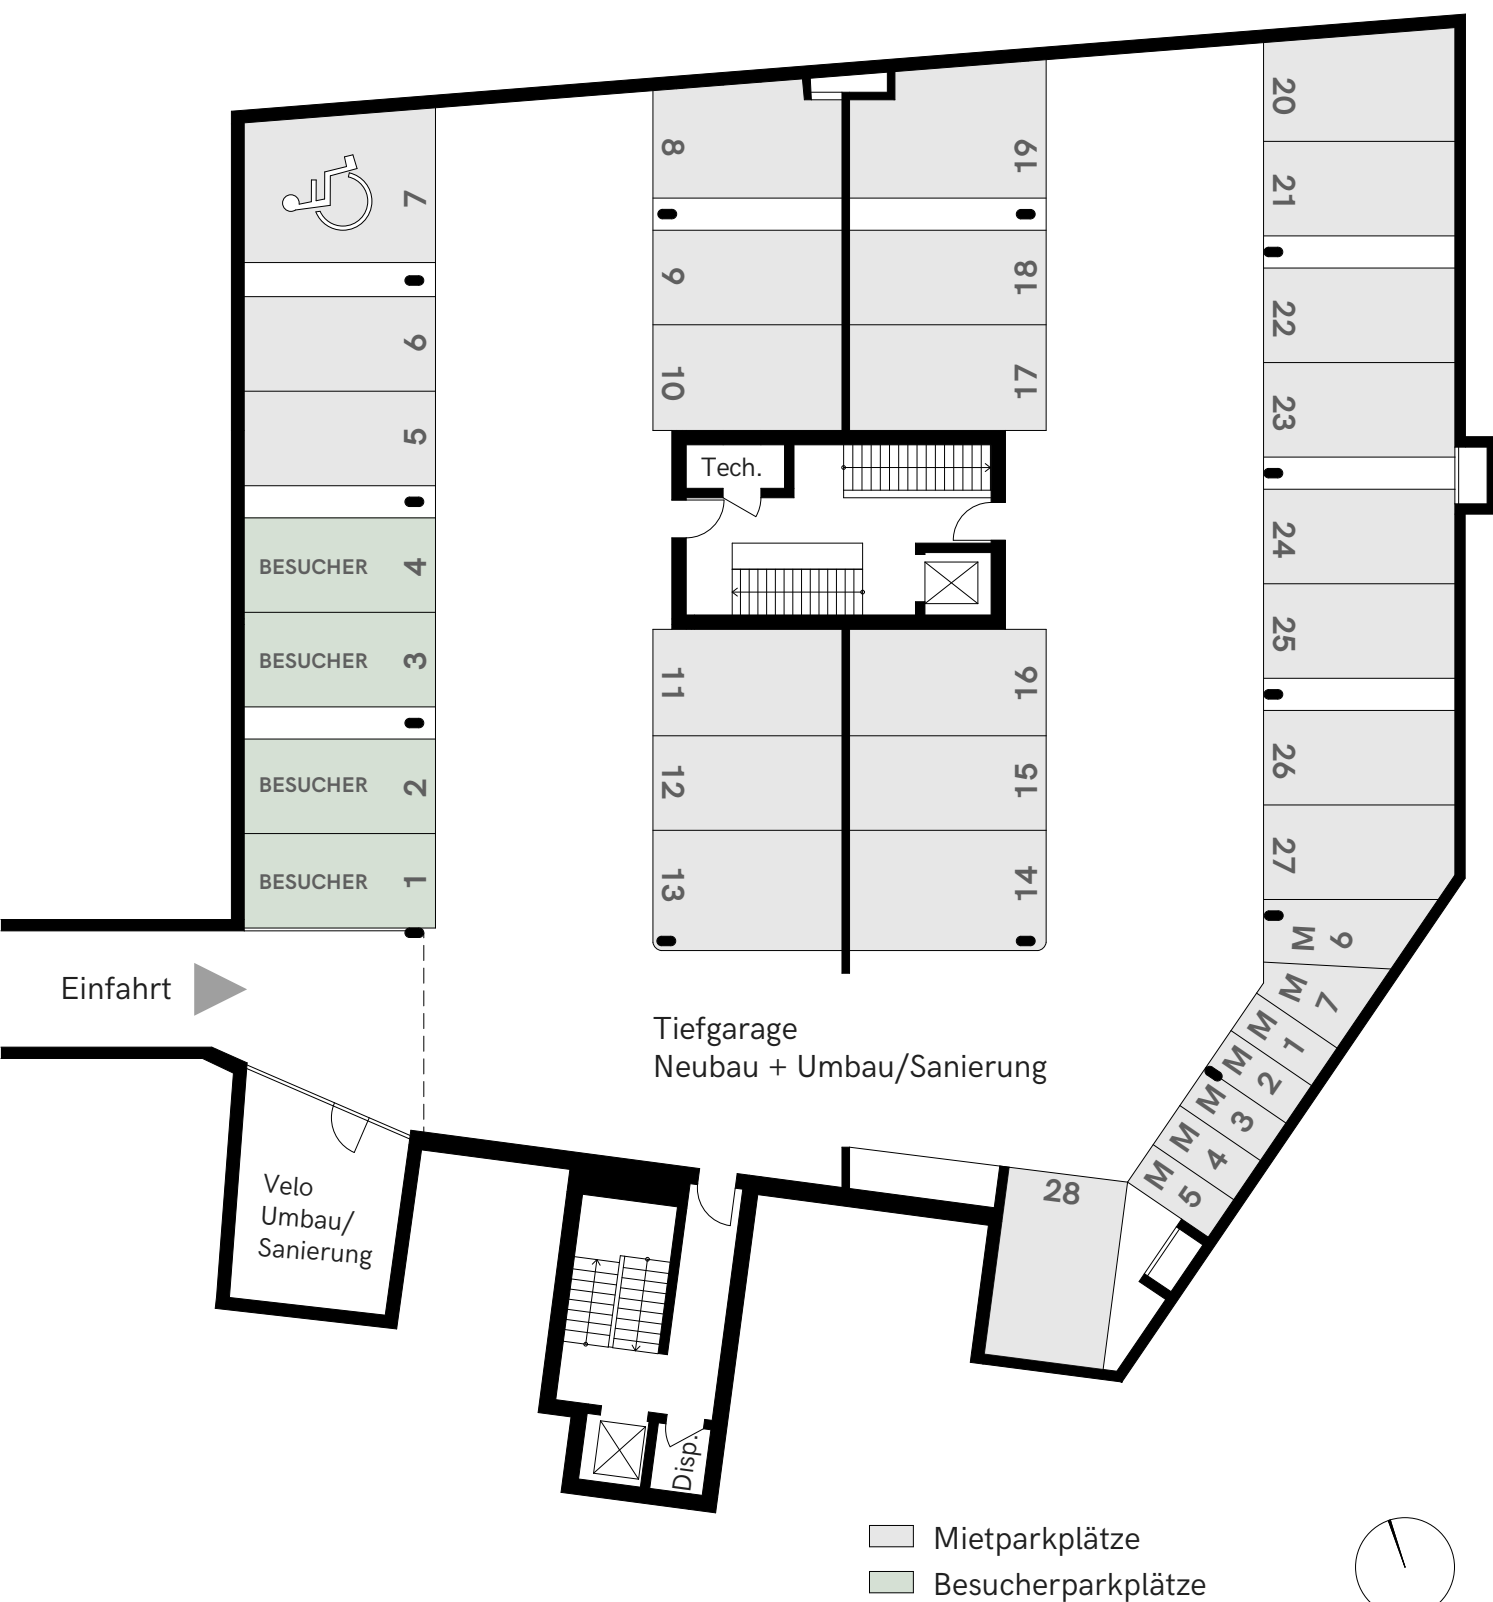 20
8
19
21
7
9
18
22
6
10
17
23
5
Tech.
24
BESUCHER 4
25
BESUCHER 3
11
16
26
BESUCHER 2
12
15
27
BESUCHER 1
13
14
M 6
Einfahrt
M 7
Tiefgarage
Neubau + Umbau/Sanierung
M 1
M 2
M 3
M 4
M 5
28
Velo
Umbau/
Sanierung
Disp.
Mietparkplätze
Besucherparkplätze